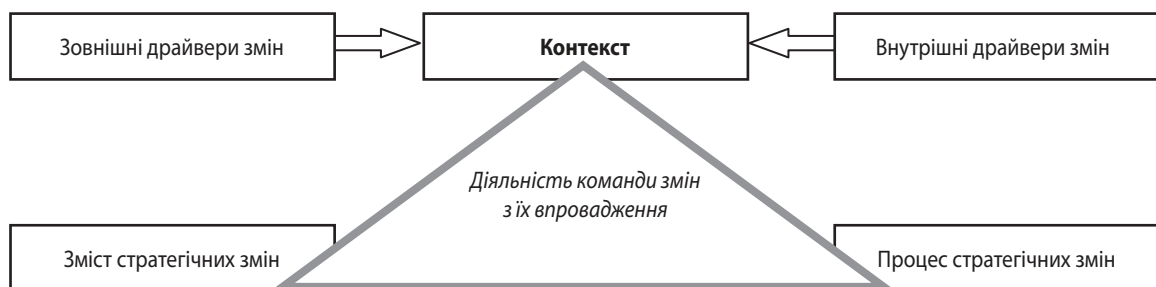 Зовнішні драйвери змін
Контекст
Внутрішні драйвери змін
Діяльність команди змін
з їх впровадження
Зміст стратегічних змін
Процес стратегічних змін